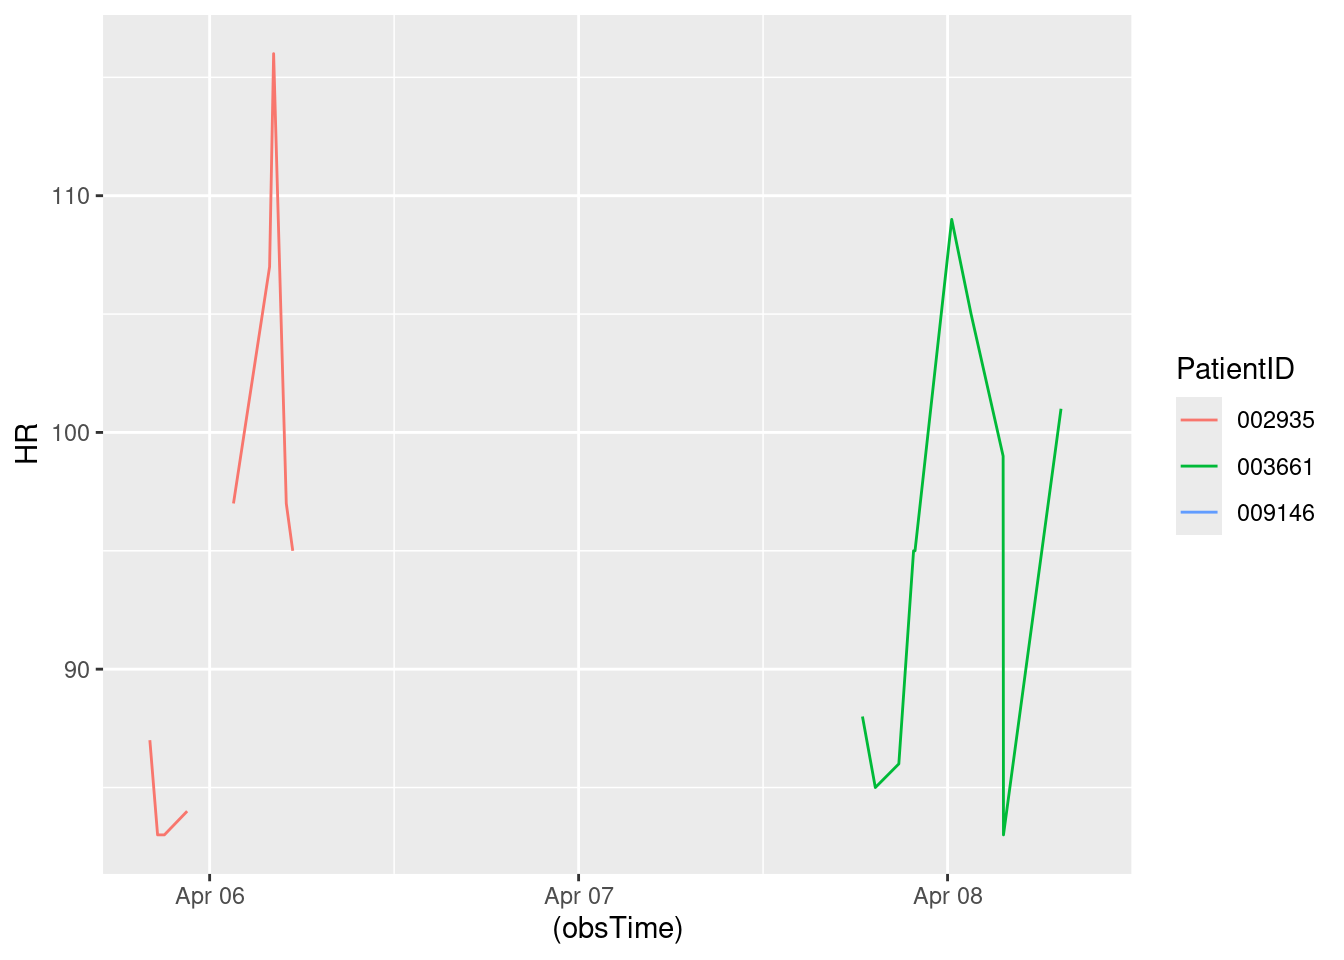 110
100
90
HR
Apr 06
Apr 07
Apr 08
(obsTime)
PatientID
002935
003661
009146